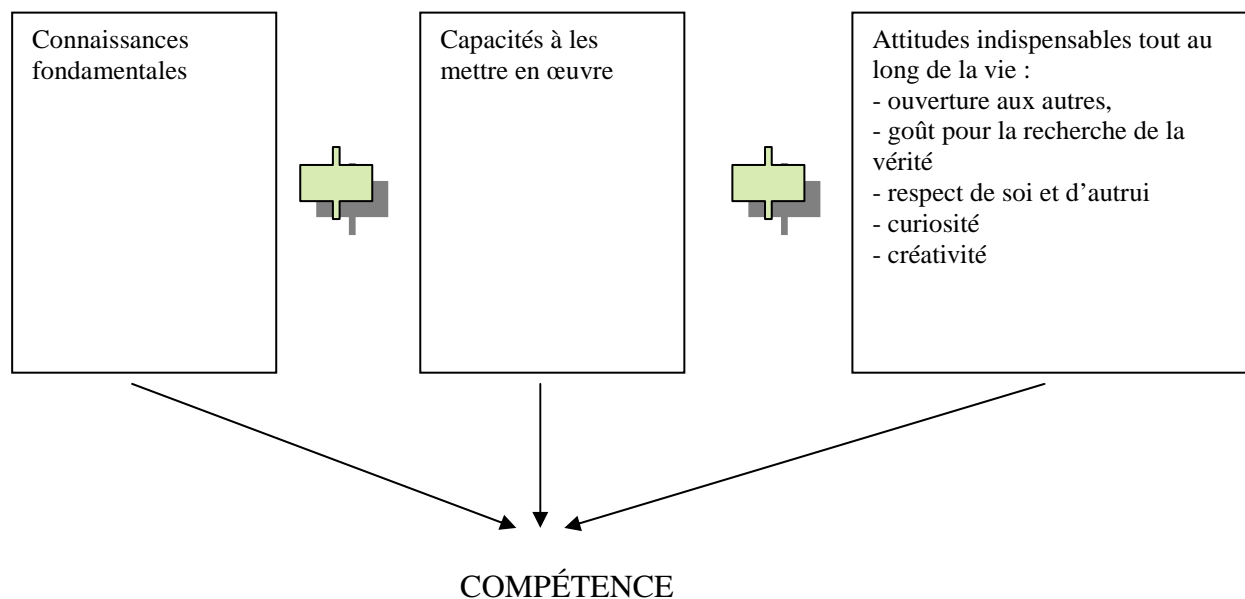 Connaissances
fondamentales
Capacités à les
mettre en œuvre
Attitudes indispensables tout au
long de la vie :
- ouverture aux autres,
- goût pour la recherche de la
vérité
- respect de soi et d’autrui
- curiosité
- créativité
COMPÉTENCE